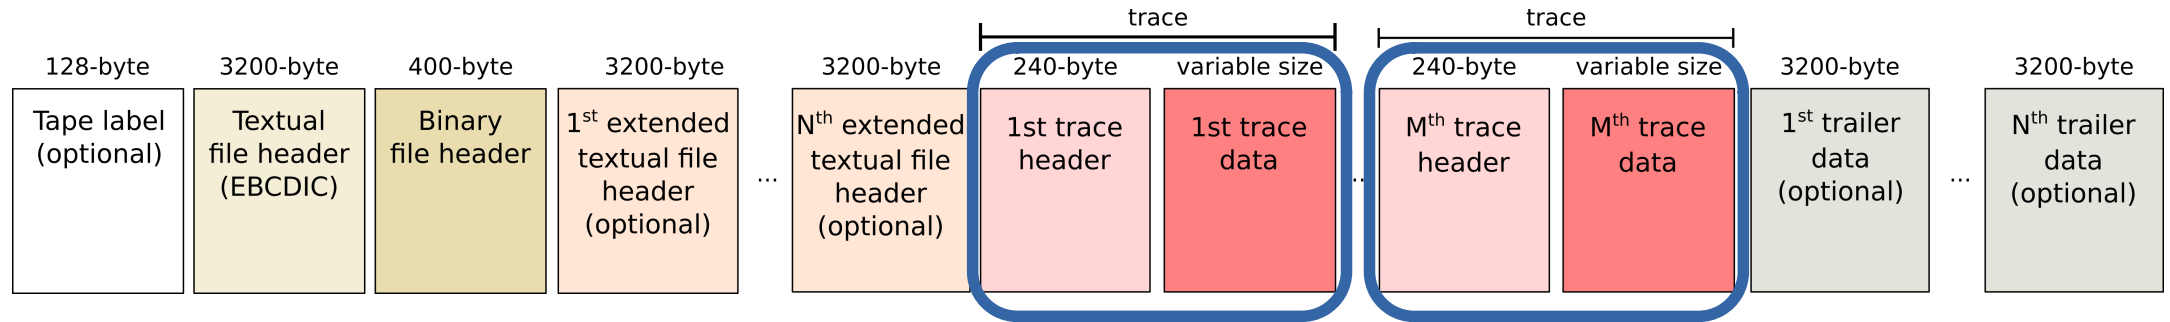 trace
trace
128-byte
3200-byte
400-byte
3200-byte
3200-byte
240-byte
variable size
240-byte
variable size
3200-byte
3200-byte
Tape label
(optional)
Textual
file header
(EBCDIC)
Binary
file header
1st extended
textual file
header
(optional)
...
Nth extended
textual file
header
(optional)
1st trace
header
1st trace
data
...
Mth trace
header
Mth trace
data
1st trailer
data
(optional)
...
Nth trailer
data
(optional)